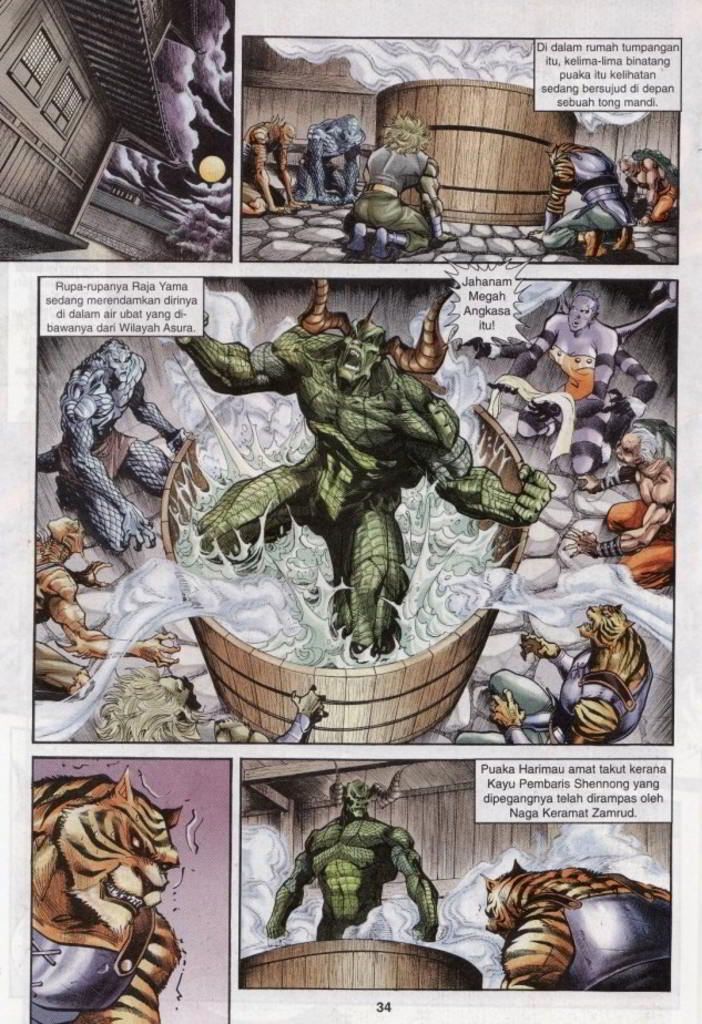 Di dalam rumah tumpangan
itu, kelima-lima binatang
puaka itu kelihatan
sedang bersujud di depan
sebuah tong mandi.
Rupa-rupanya Raja Yama
sedang merendamkan dirinya
di dalam air ubat yang di-
bawanya dari Wilayah Asura.
Jahanam
Megah
Angkasa
itu!
Puaka Harimau amat takut kerana
Kayu Pembaris Shennong yang
dipegangnya telah dirampas oleh
Naga Keramat Zamrud.
34